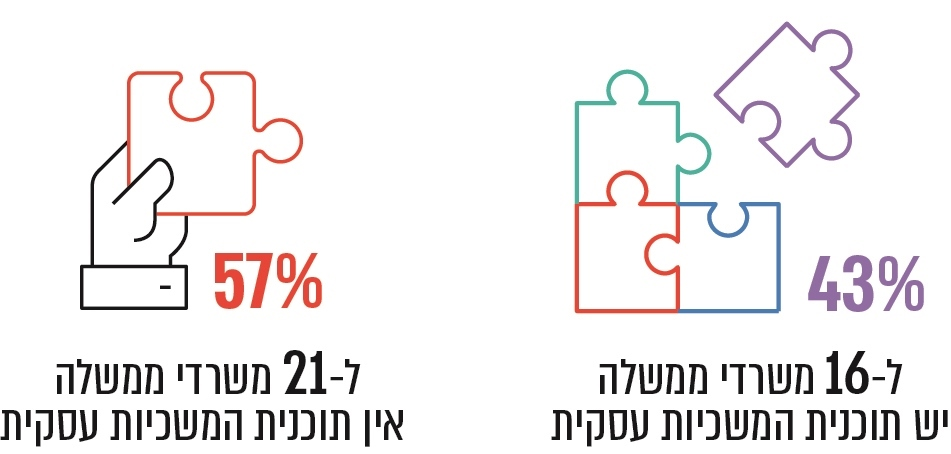 43%
ל-16 משרדי ממשלה
יש תוכנית המשכיות עסקית
57%
ל-21 משרדי ממשלה
אין תוכנית המשכיות עסקית